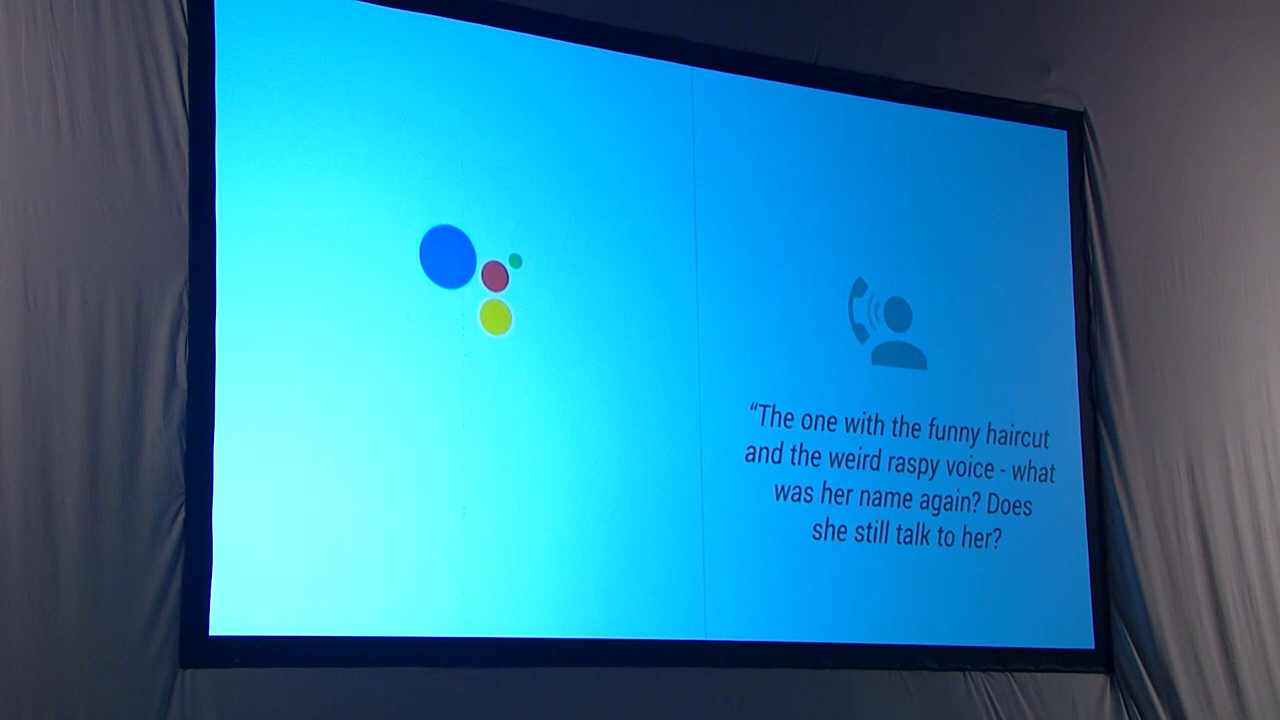 “The one with the funny haircut
and the weird raspy voice - what
was her name again? Does
she still talk to her?